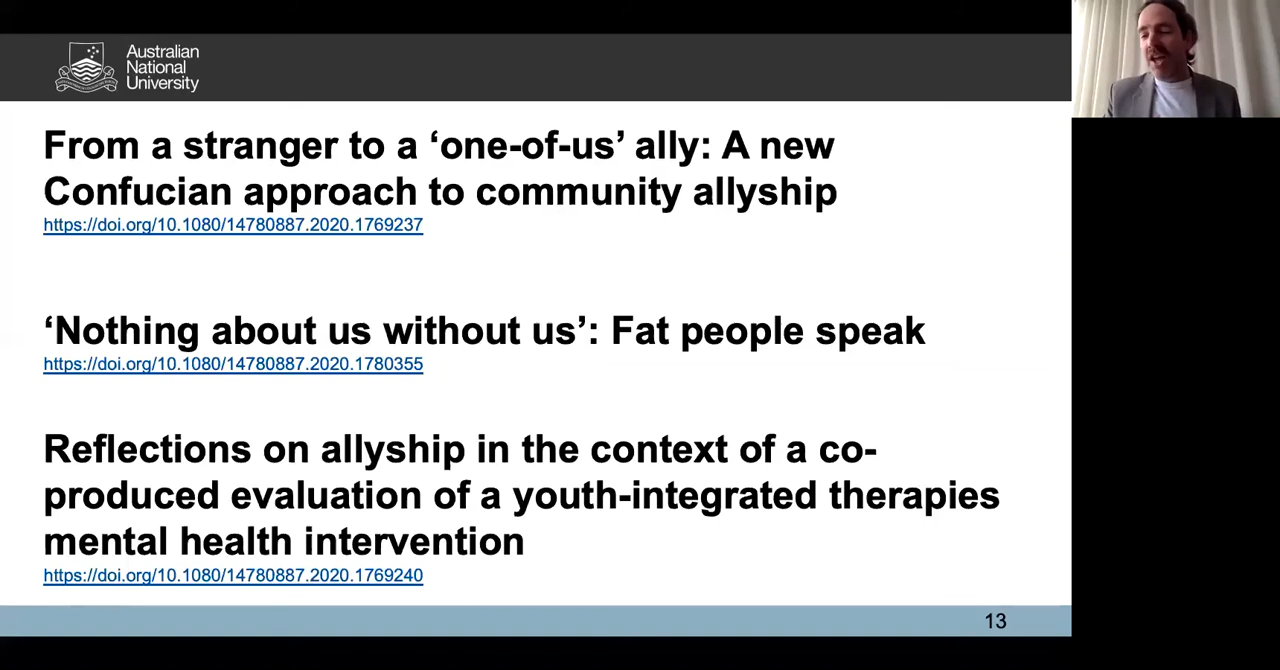 Australian
National
University
From a stranger to a ‘one-of-us’ ally: A new
Confucian approach to community allyship
https://doi.org/10.1080/14780887.2020.1769237
‘Nothing about us without us’: Fat people speak
https://doi.org/10.1080/14780887.2020.1780355
Reflections on allyship in the context of a co-
produced evaluation of a youth-integrated therapies
mental health intervention
https://doi.org/10.1080/14780887.2020.1769240
13